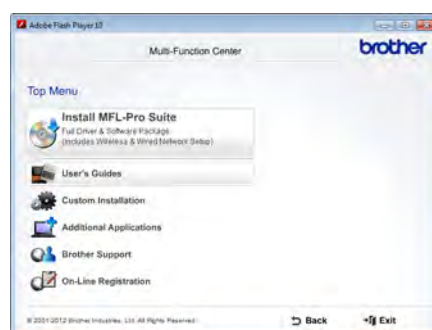 Adobe Flash Player 10
Multi-Function Center
brother
Top Menu
Install MFL-Pro Suite
Full Driver & Software Package
(Includes Wireless & Wired Network Setup)
User's Guides
Custom Installation
Additional Applications
Brother Support
On-Line Registration
© 2001-2012 Brother Industries, Ltd. All Rights Reserved.
Back
Exit